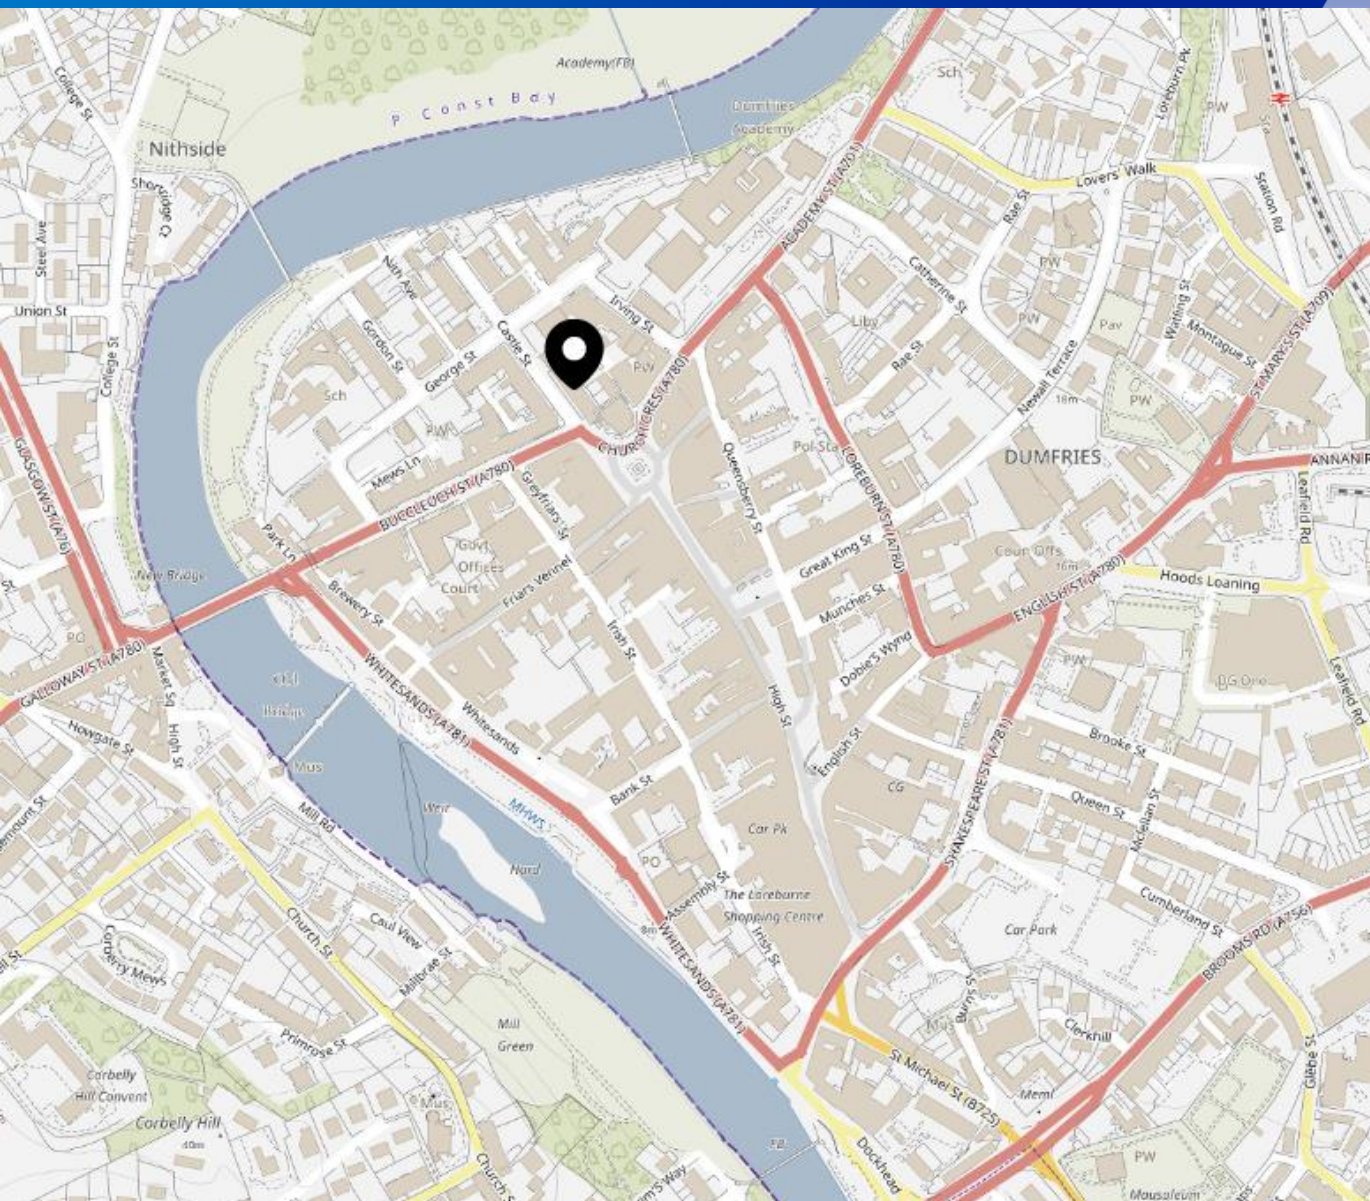 Academy(FB)
College St
P Const Bdy
Dumfries
Academy
Sch
Loreburn Pk
PW
Sta
Nithside
Shortridge Ct
ACADEMY ST (A701)
Lovers' Walk
Station Rd
Rae St
Steel Ave
Nith Ave
Catherine St
PW
Union St
Irving St
Liby
PW
Pav
Watling St
Montague St
ST MARY'S ST (A709)
College St
Gordon St
Castle St
George St
PW
Rae St
Newall Terrace
Sch
18m
PW
PW
CHURCH CRES (A780)
Queensberry St
Pol Sta
LOREBURN ST (A780)
DUMFRIES
GLASGOW ST (A76)
Mews Ln
BUCCLEUCH ST (A780)
Greyfriars' St
Leafield Rd
Park Ln
Govt
Offices
Court
Friars Vennel
Great King St
Coun Offs
16m
ENGLISH ST (A780)
Hoods Loaning
New Bridge
Brewery St
Munches St
PO
GALLOWAY ST (A780)
Market Sq
Irish St
Dobie's Wynd
PW
DG One
Leafield Rd
WHITESANDS (A781)
Old
Bridge
High St
Howgate St
High St
Whitesands
English St
Brooke St
Mus
Bank St
CG
SHAKESPEARE ST (A781)
Queen St
McLellan St
Mill Rd
Weir
MHWS
Car Pk
Hard
PO
Assembly St
The Loreburne
Shopping Centre
Cumberland St
BROOMS RD (A756)
Church St
Caul View
8m
Irish St
Car Park
Corberry Mews
Millbrae St
WHITESANDS (A781)
Burns St
Mus
Clerkhill
Primrose St
Mill
Green
Glebe St
Corbelly
Hill Convent
St Michael St (B725)
Meml
Corbelly Hill
40m
Mus
FB
Dockhead
PW
Church St
Mausoleum